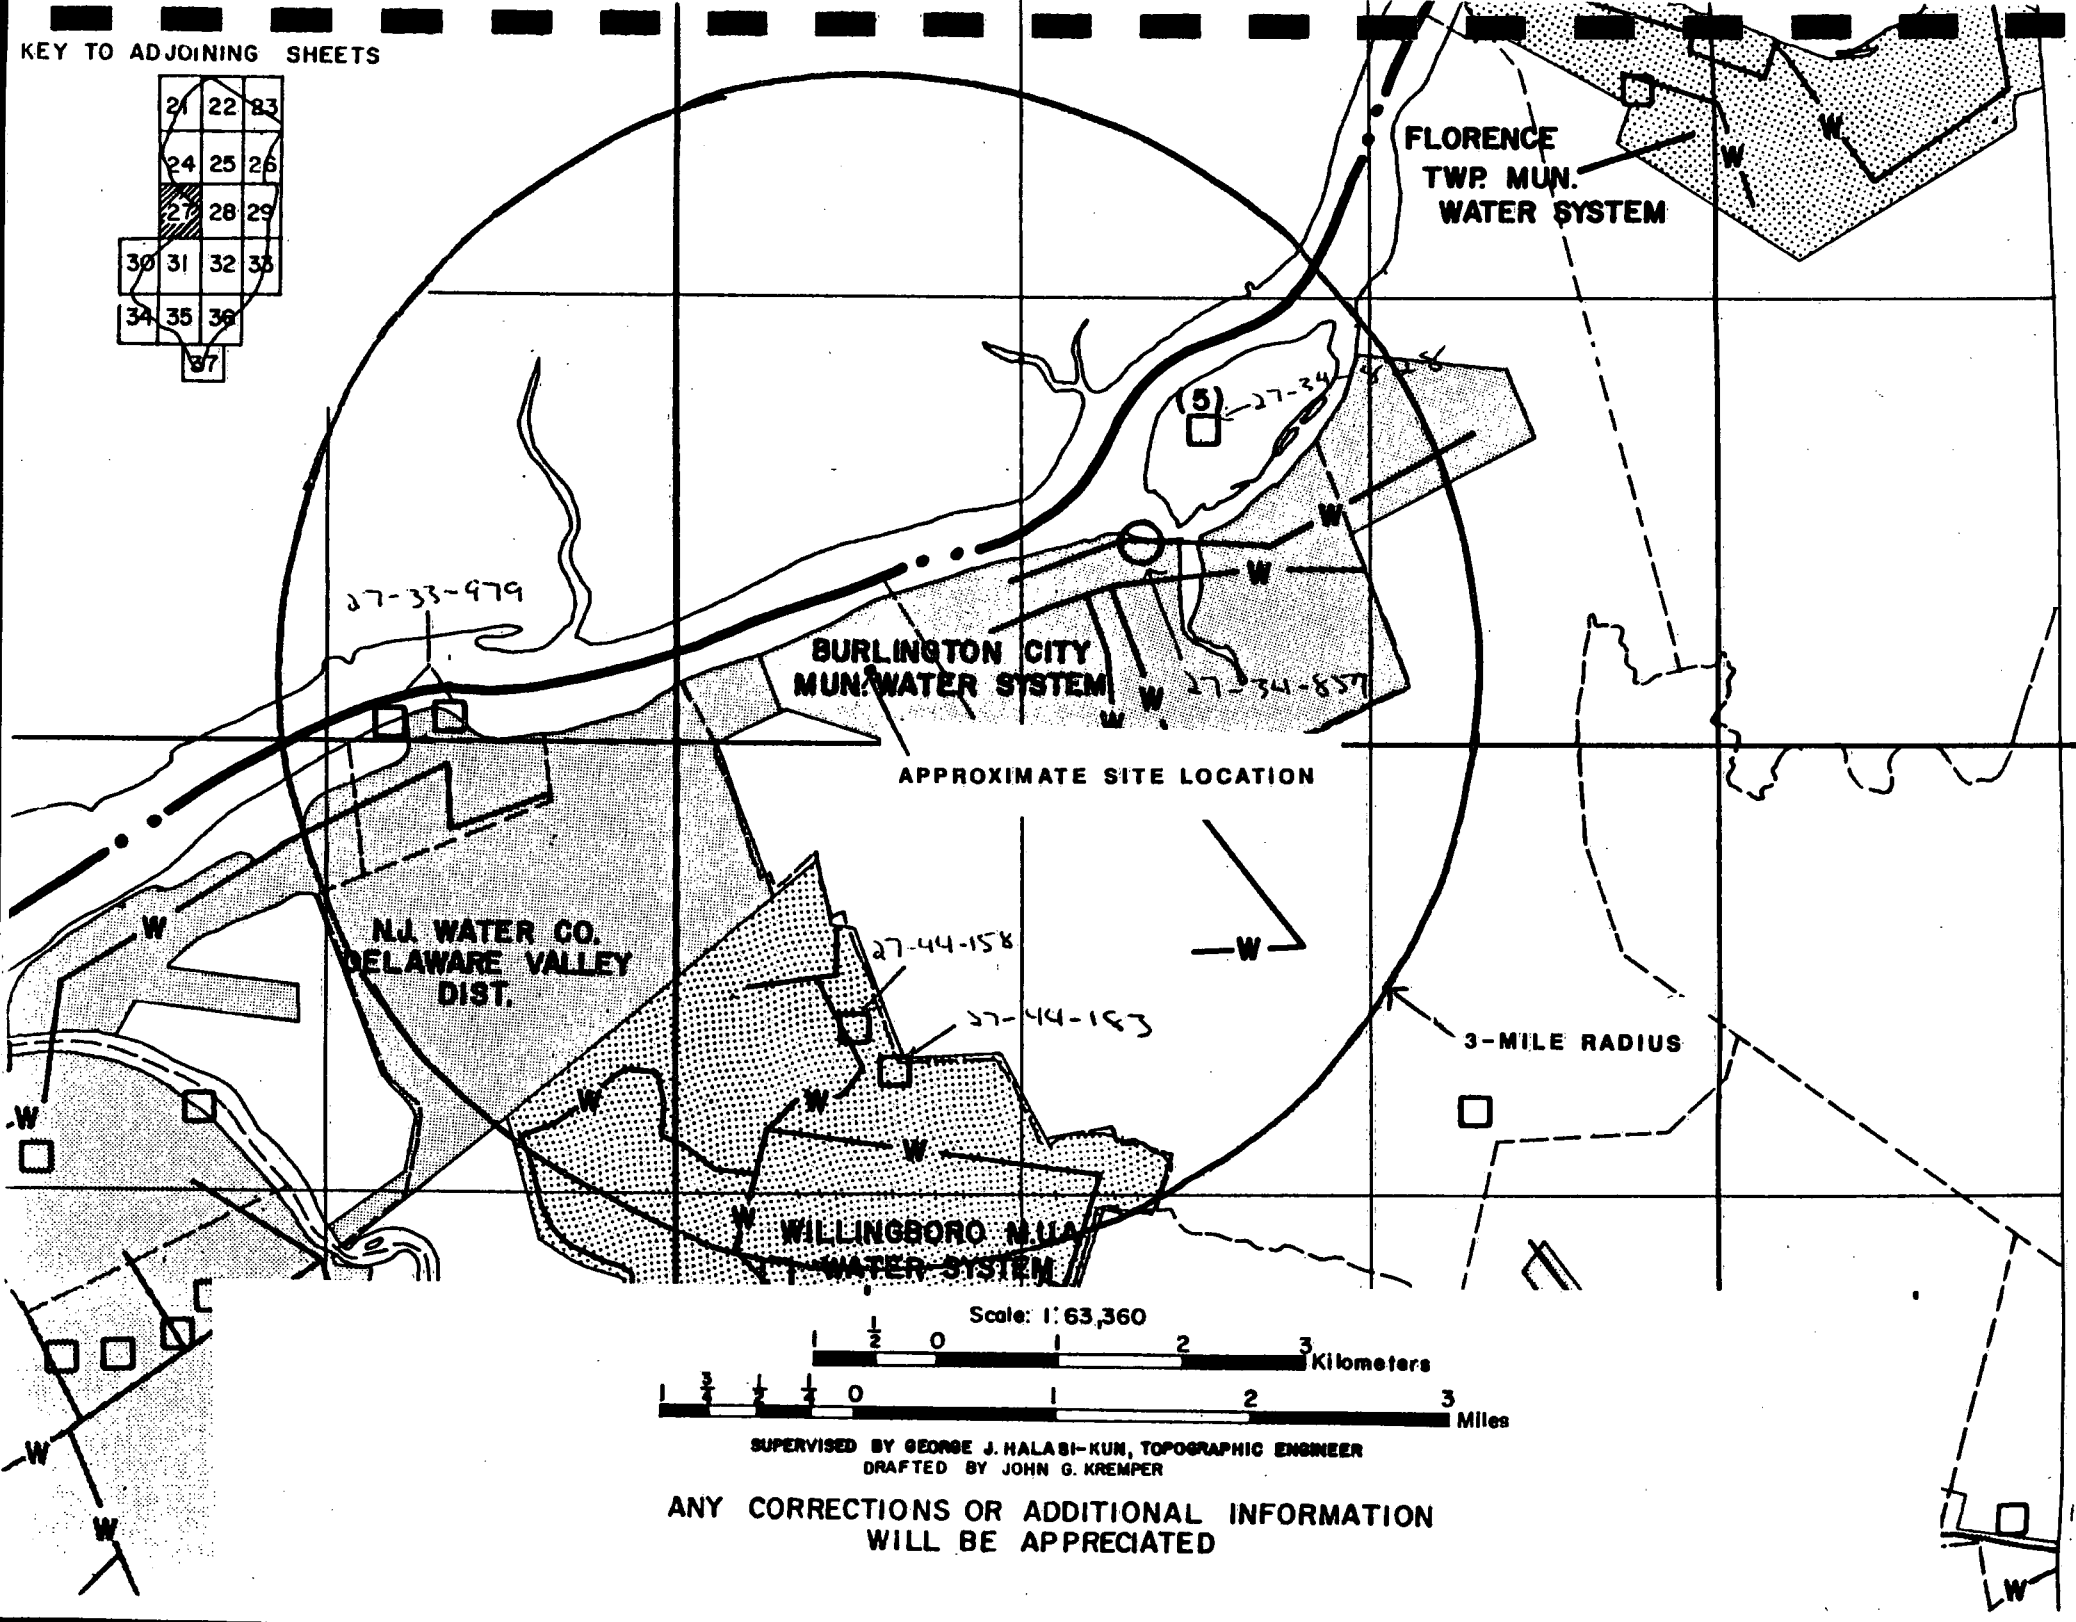 KEY TO ADJOINING SHEETS
21 22 23
24 25 26
27 28 29
30 31 32 33
34 35 36
37
FLORENCE
TWP. MUN.
WATER SYSTEM
W
W
(5)
27-34-828
W
W
27-33-979
BURLINGTON CITY
MUN. WATER SYSTEM
W
W
27-34-857
APPROXIMATE SITE LOCATION
W
N.J. WATER CO.
DELAWARE VALLEY
DIST.
27-44-158
W
27-44-183
3-MILE RADIUS
W
W
W
W
W
WILLINGBORO M.U.A
WATER SYSTEM
Scale: 1:63,360
1 1/2 0 1 2 3
Kilometers
1 3/4 1/2 1/4 0 1 2 3
Miles
SUPERVISED BY GEORGE J. HALASI-KUN, TOPOGRAPHIC ENGINEER
DRAFTED BY JOHN G. KREMPER
W
W
ANY CORRECTIONS OR ADDITIONAL INFORMATION
WILL BE APPRECIATED
W